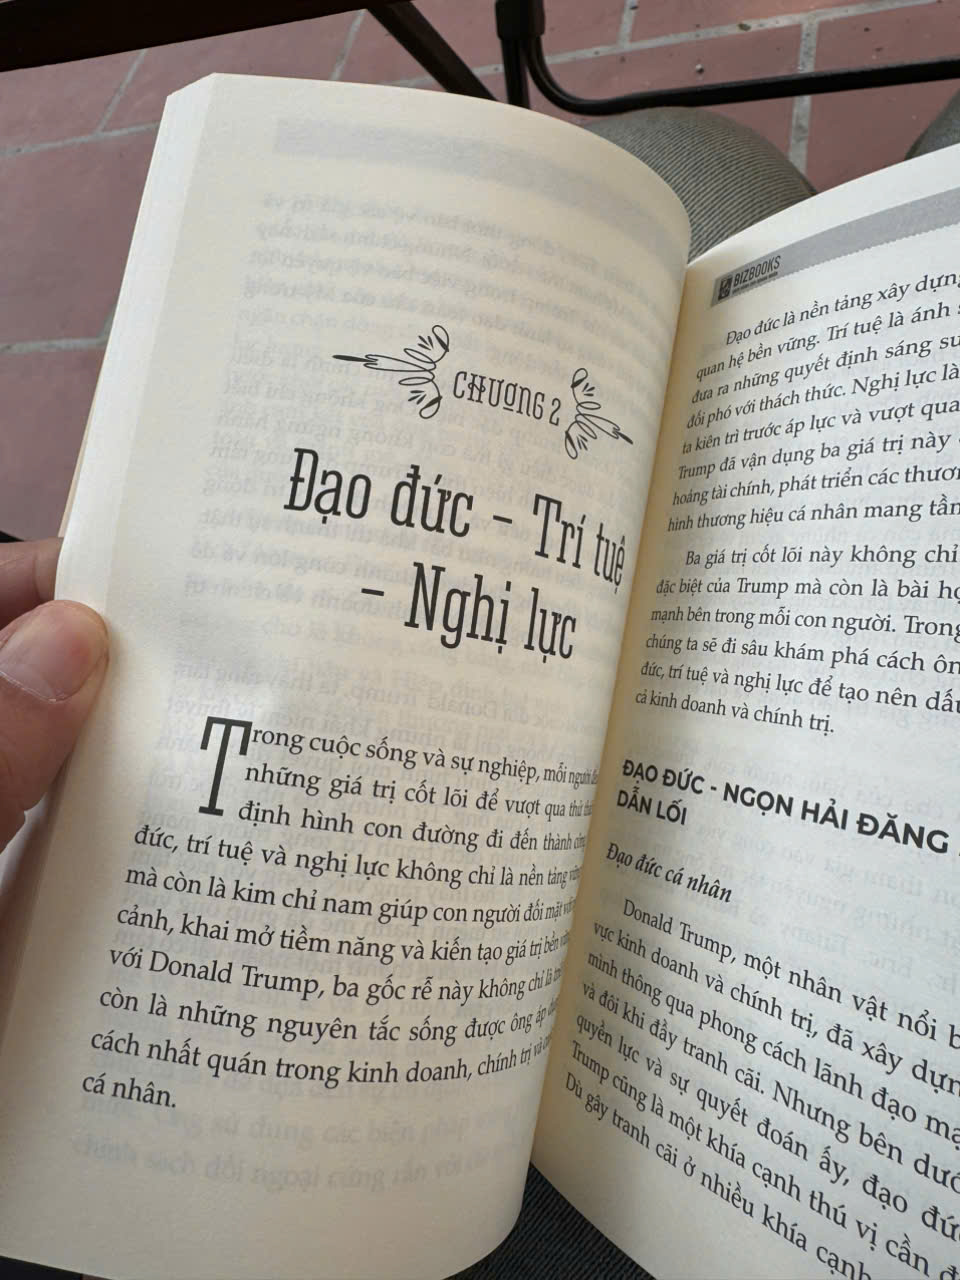 CHƯƠNG 2
Đạo đức – Trí tuệ
– Nghị lực
Trong cuộc sống và sự nghiệp, mỗi người
những giá trị cốt lõi để vượt qua thử
định hình con đường đi đến thành
đức, trí tuệ và nghị lực không chỉ là nền tảng
mà còn là kim chỉ nam giúp con người đối mặt
cảnh, khai mở tiềm năng và kiến tạo giá trị bền
với Donald Trump, ba gốc rễ này không chỉ là
còn là những nguyên tắc sống được ông áp
cách nhất quán trong kinh doanh, chính trị và
cá nhân.
BIZBOOKS
Đạo đức là nền tảng xây dựng
quan hệ bền vững. Trí tuệ là ánh
đưa ra những quyết định sáng
đối phó với thách thức. Nghị lực là
ta kiên trì trước áp lực và vượt qua
Trump đã vận dụng ba giá trị này
hoảng tài chính, phát triển các thương
hình thương hiệu cá nhân mang
Ba giá trị cốt lõi này không chỉ
đặc biệt của Trump mà còn là bài
mạnh bên trong mỗi con người. Trong
chúng ta sẽ đi sâu khám phá cách
đức, trí tuệ và nghị lực để tạo nên
cả kinh doanh và chính trị.
ĐẠO ĐỨC - NGỌN HẢI ĐĂNG
DẪN LỐI
Đạo đức cá nhân
Donald Trump, một nhân vật nổi
vực kinh doanh và chính trị, đã xây dựng
mình thông qua phong cách lãnh đạo
và đôi khi đầy tranh cãi. Nhưng bên
quyền lực và sự quyết đoán ấy, đạo đức
Trump cũng là một khía cạnh thú vị cần
Dù gây tranh cãi ở nhiều khía cạnh